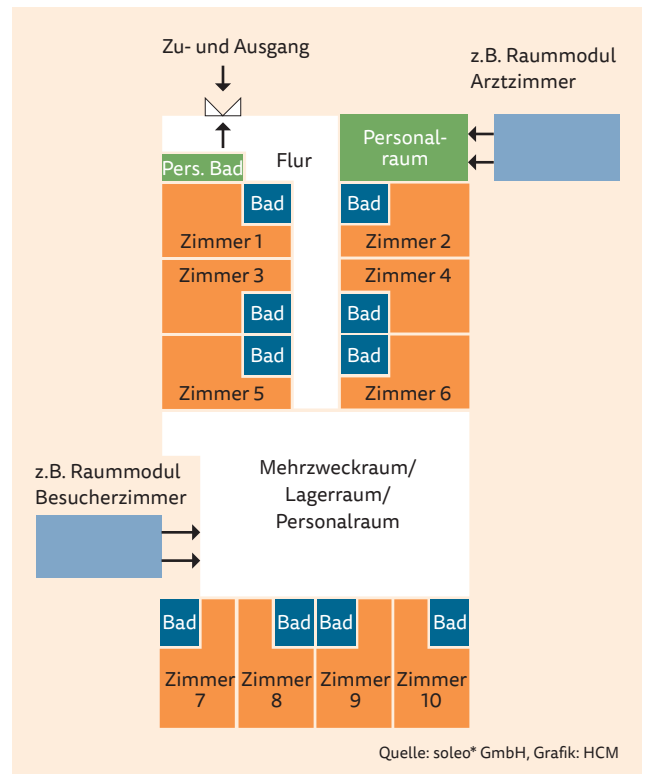 Zu- und Ausgang
z.B. Raummodul
Arztzimmer
Personal-
raum
Flur
Pers. Bad
Bad
Bad
Zimmer 1
Zimmer 2
Zimmer 3
Zimmer 4
Bad
Bad
Bad
Bad
Zimmer 5
Zimmer 6
z.B. Raummodul
Besucherzimmer
Mehrzweckraum/
Lagerraum/
Personalraum
Bad
Bad
Bad
Bad
Zimmer
7
Zimmer
8
Zimmer
9
Zimmer
10
Quelle: soleo* GmbH, Grafik: HCM